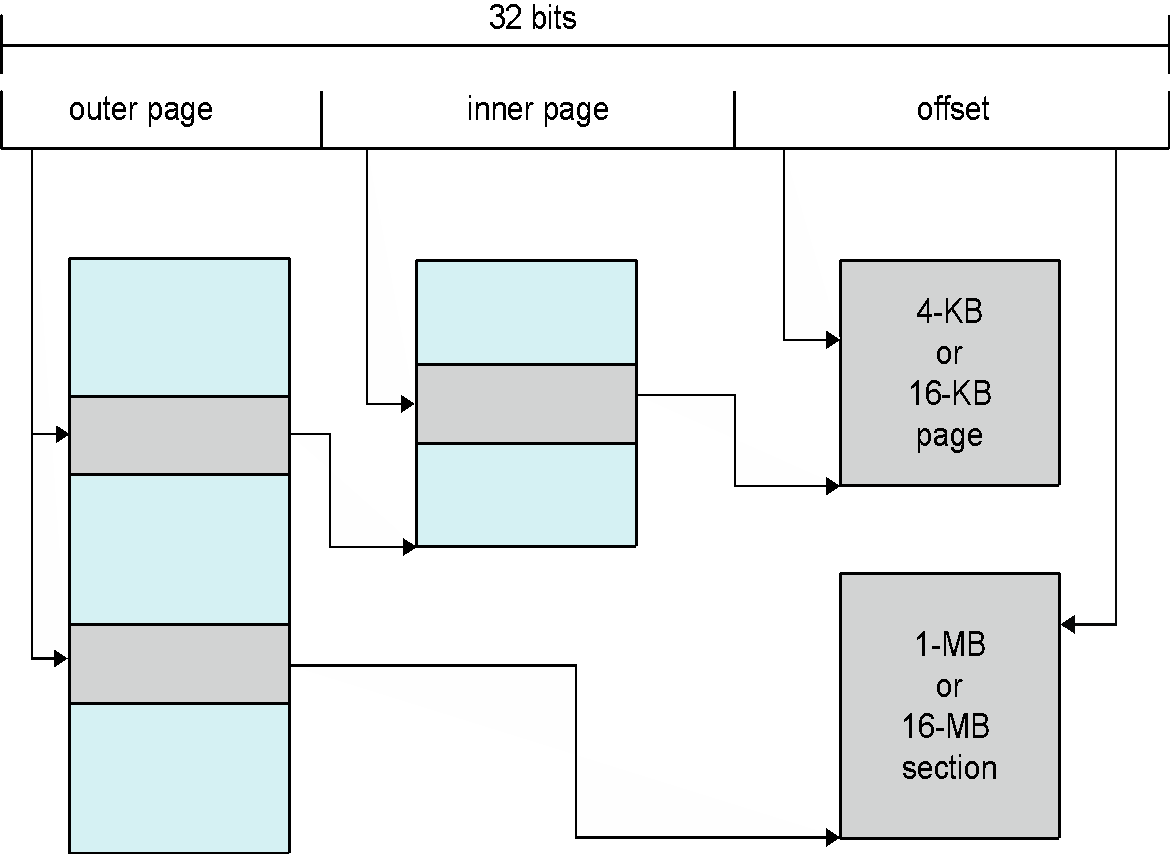 32 bits
outer page
inner page
offset
4-KB
or
16-KB
page
1-MB
or
16-MB
section